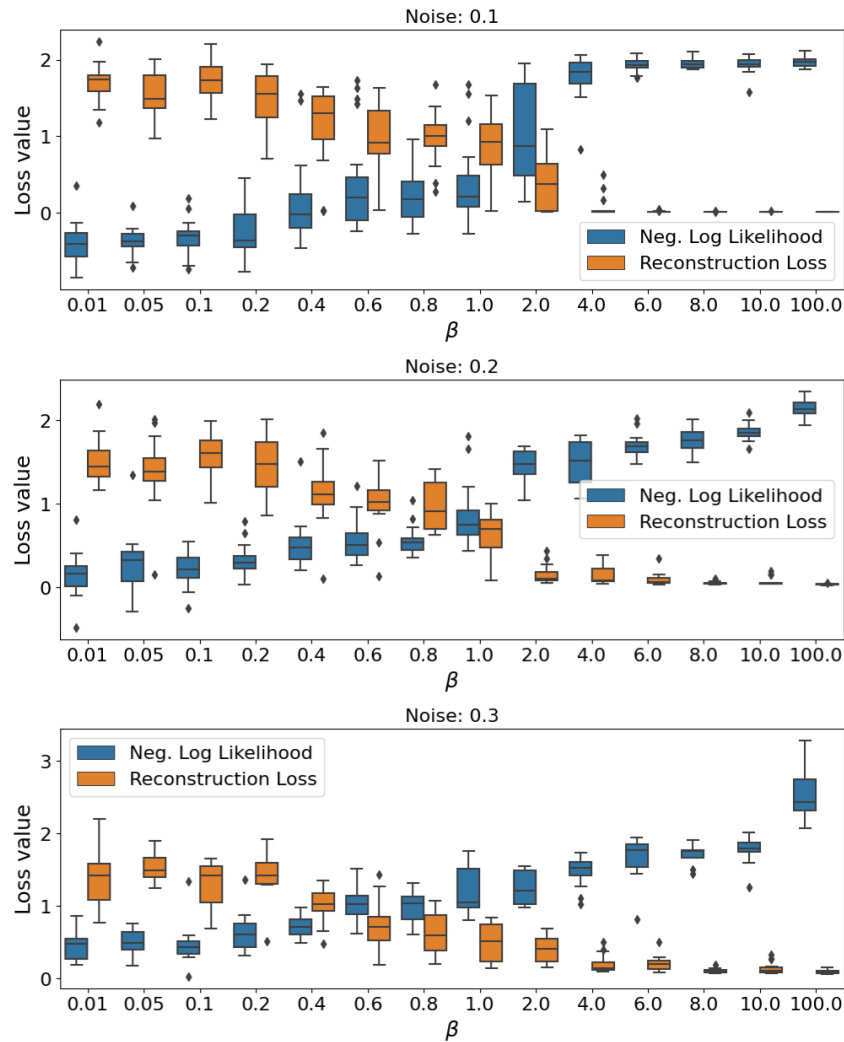 Noise: 0.1
Loss value
2
1
0
Neg. Log Likelihood
Reconstruction Loss
0.01 0.05 0.1 0.2 0.4 0.6 0.8 1.0 2.0 4.0 6.0 8.0 10.0 100.0
β
Noise: 0.2
Loss value
2
1
0
Neg. Log Likelihood
Reconstruction Loss
0.01 0.05 0.1 0.2 0.4 0.6 0.8 1.0 2.0 4.0 6.0 8.0 10.0 100.0
β
Noise: 0.3
Loss value
3
2
1
0
Neg. Log Likelihood
Reconstruction Loss
0.01 0.05 0.1 0.2 0.4 0.6 0.8 1.0 2.0 4.0 6.0 8.0 10.0 100.0
β